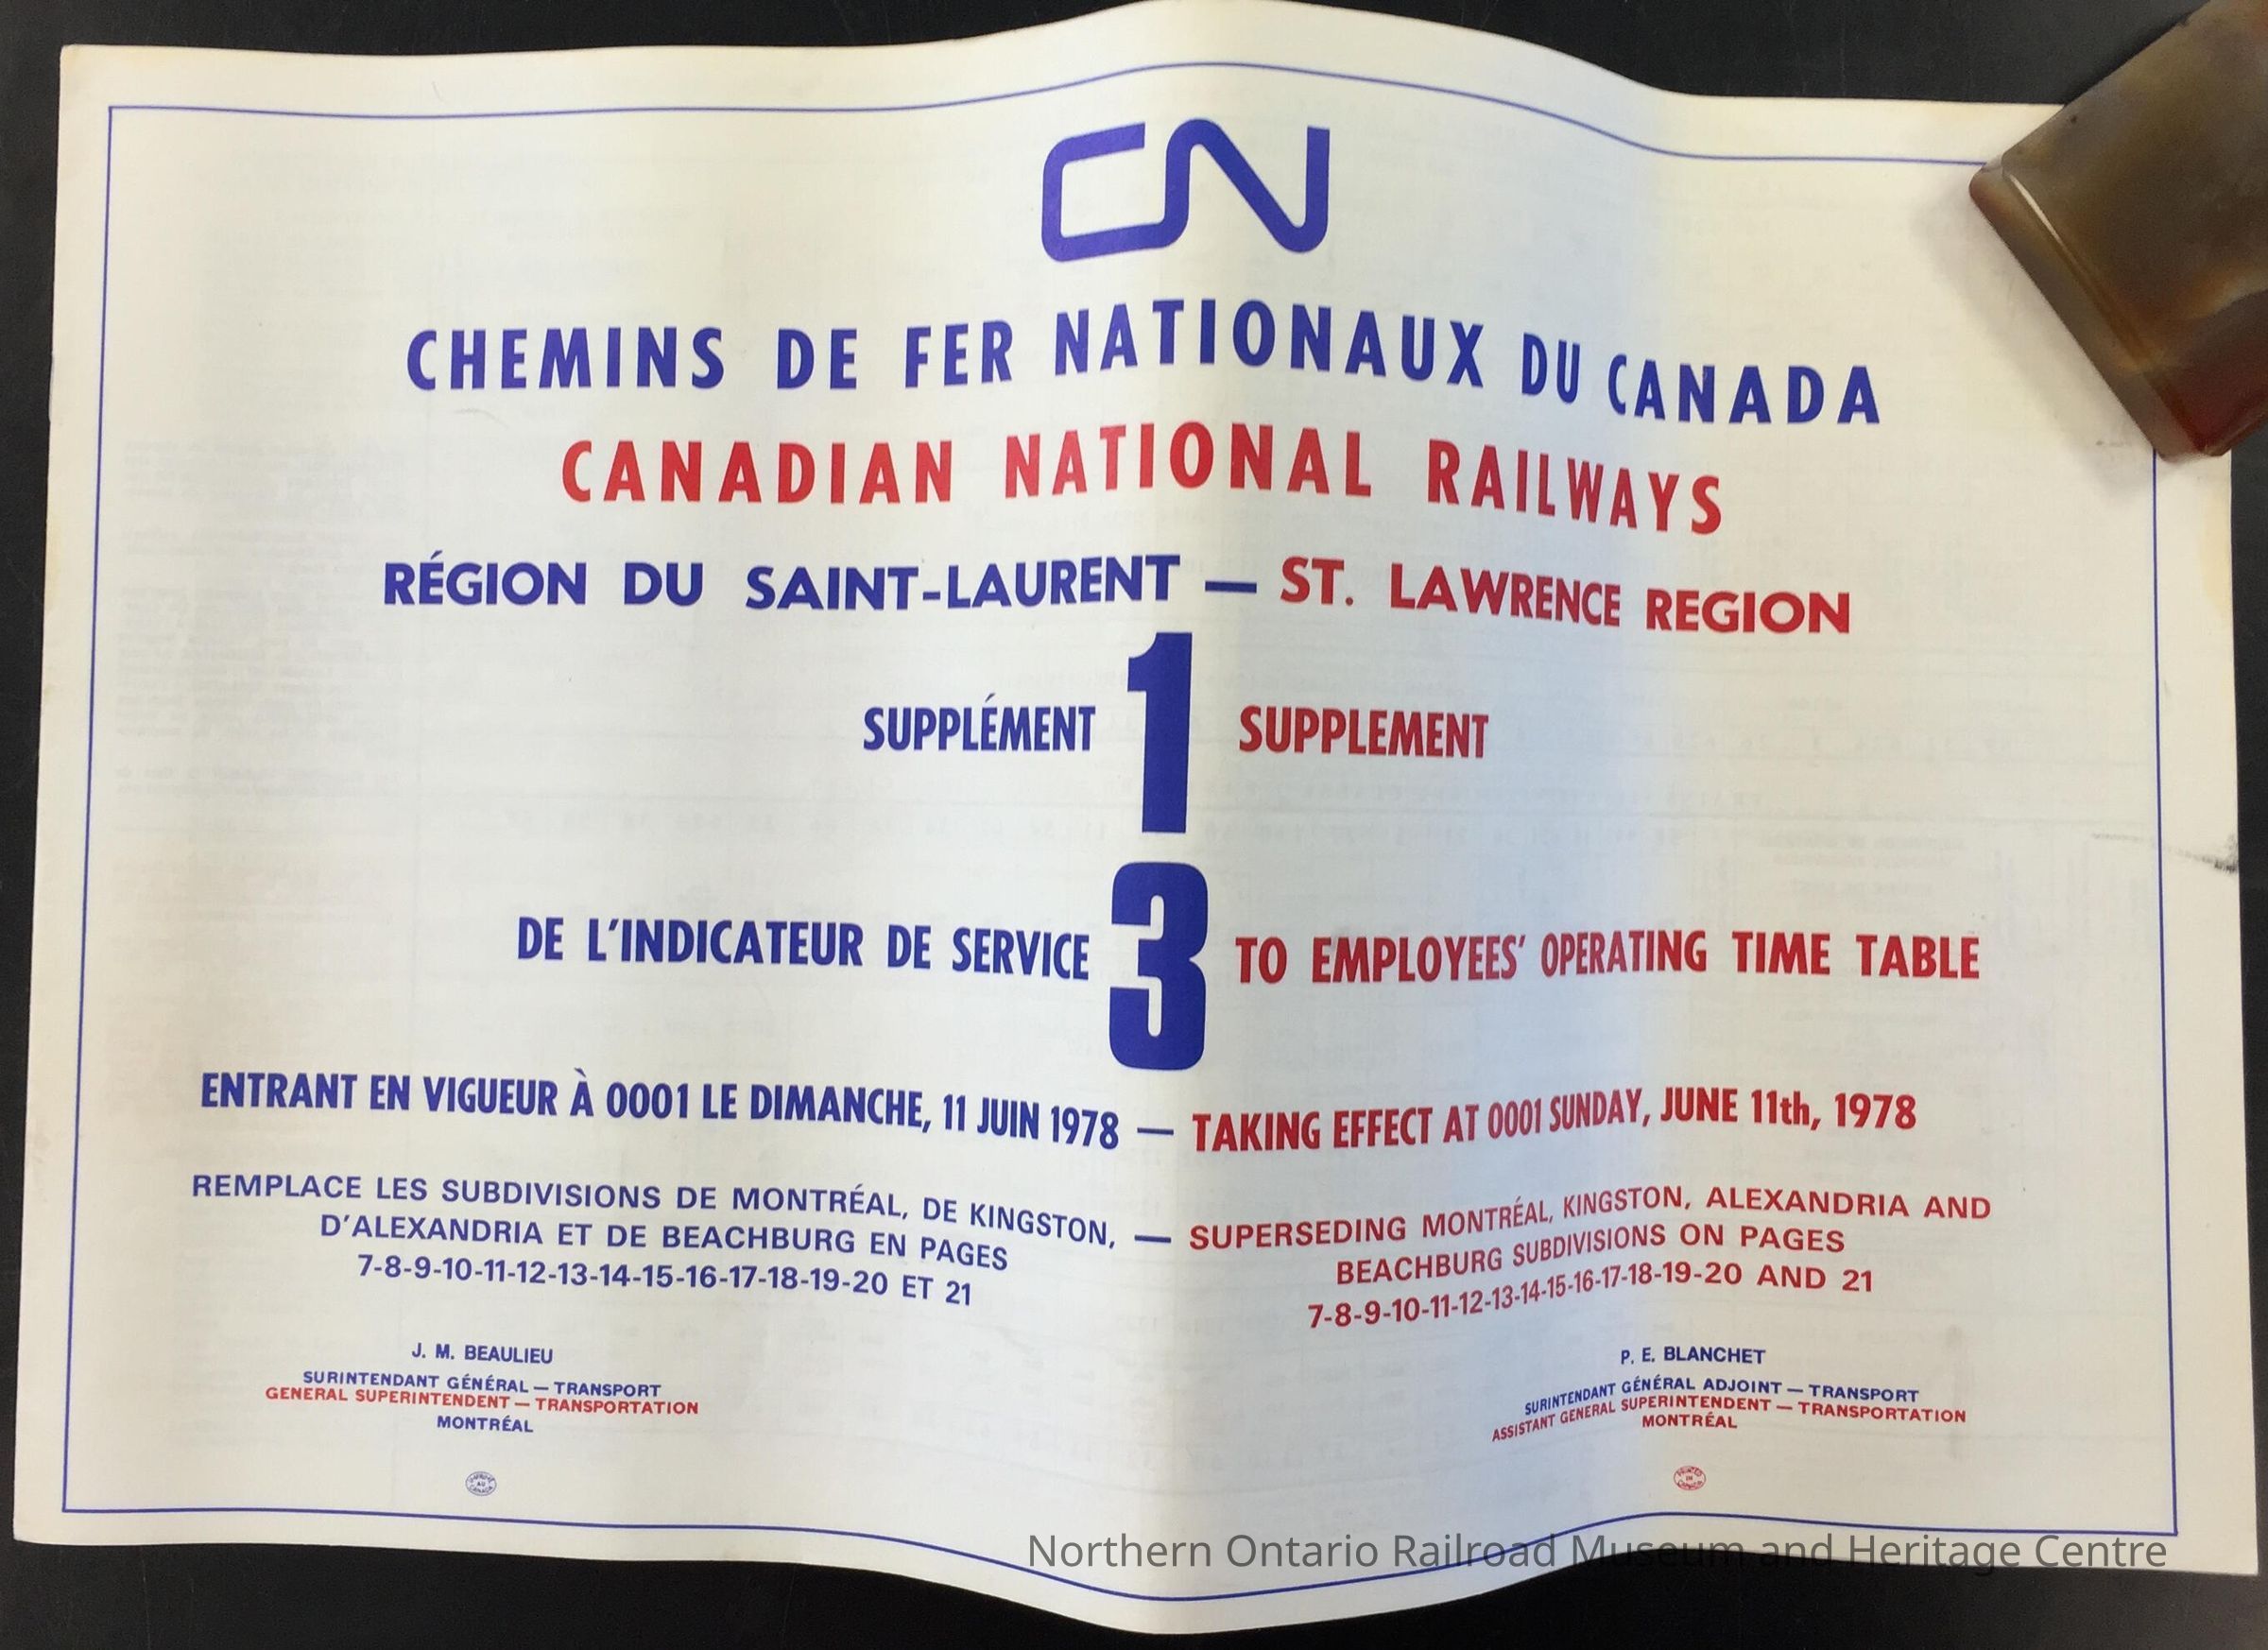 CN
CHEMINS DE FER NATIONAUX DU CANADA
CANADIAN NATIONAL RAILWAYS
RÉGION DU SAINT-LAURENT — ST. LAWRENCE REGION
SUPPLÉMENT 1 SUPPLEMENT
DE L'INDICATEUR DE SERVICE 3 TO EMPLOYEES' OPERATING TIME TABLE
ENTRANT EN VIGUEUR À 0001 LE DIMANCHE, 11 JUIN 1978 — TAKING EFFECT AT 0001 SUNDAY, JUNE 11th, 1978
REMPLACE LES SUBDIVISIONS DE MONTRÉAL, DE KINGSTON, — SUPERSEDING MONTRÉAL, KINGSTON, ALEXANDRIA AND
D'ALEXANDRIA ET DE BEACHBURG EN PAGES
BEACHBURG SUBDIVISIONS ON PAGES
7-8-9-10-11-12-13-14-15-16-17-18-19-20 ET 21
7-8-9-10-11-12-13-14-15-16-17-18-19-20 AND 21
J. M. BEAULIEU
SURINTENDANT GÉNÉRAL — TRANSPORT
GENERAL SUPERINTENDENT — TRANSPORTATION
MONTRÉAL
P. E. BLANCHET
SURINTENDANT GÉNÉRAL ADJOINT — TRANSPORT
ASSISTANT GENERAL SUPERINTENDENT — TRANSPORTATION
MONTRÉAL
IMPRIMÉ AU CANADA
PRINTED IN CANADA
Northern Ontario Railroad Museum and Heritage Centre